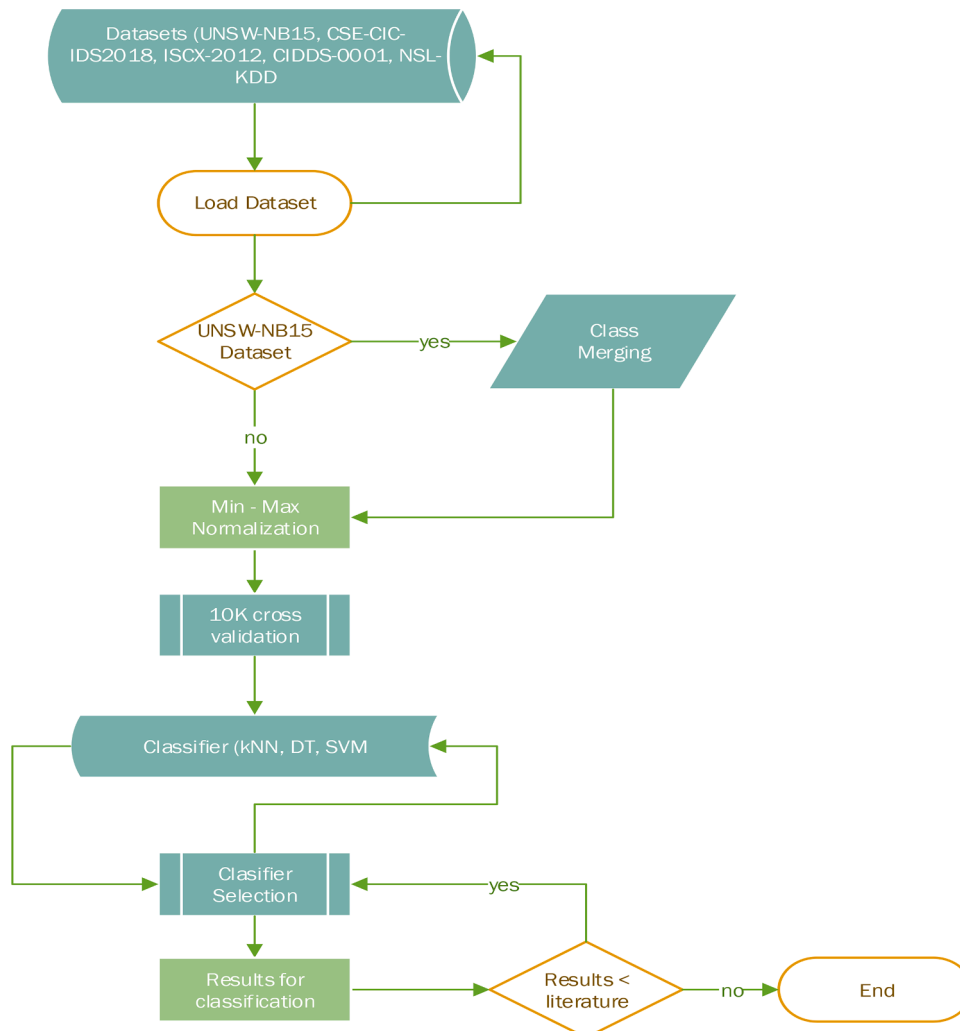 Datasets (UNSW-NB15, CSE-CIC-
IDS2018, ISCX-2012, CIDDS-0001, NSL-
KDD
Load Dataset
UNSW-NB15
Dataset
yes
Class
Merging
no
Min - Max
Normalization
10K cross
validation
Classifier (kNN, DT, SVM
Clasifier
Selection
yes
Results for
classification
Results <
literature
no
End